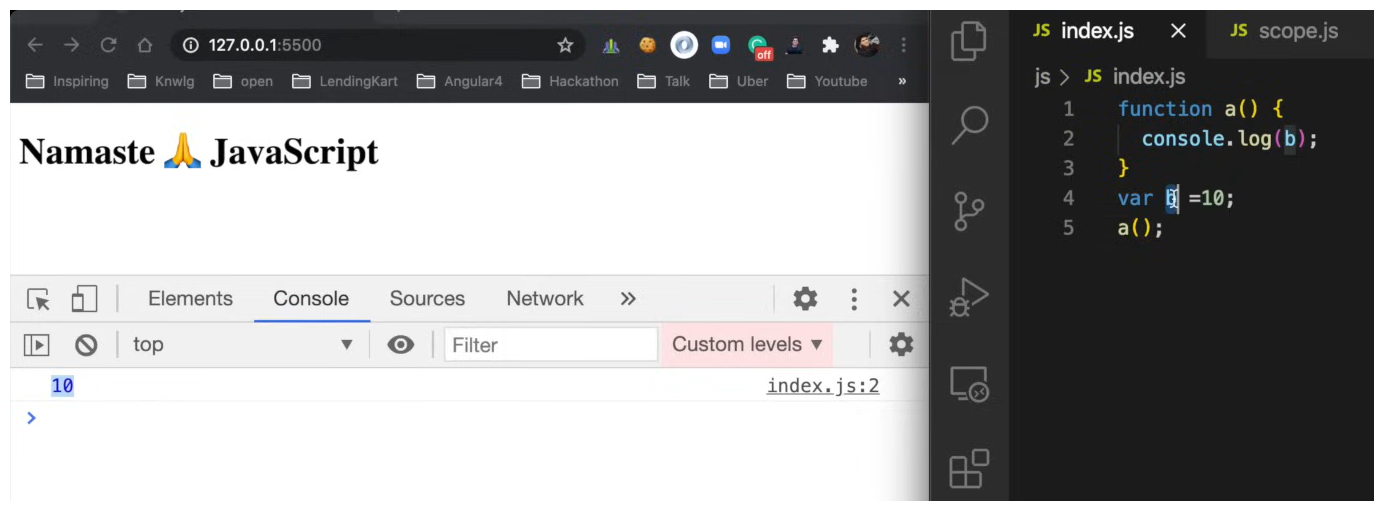 127.0.0.1:5500
off
Inspiring Knwlg open LendingKart Angular4 Hackathon Talk Uber Youtube »
Namaste 🙏 JavaScript
Elements Console Sources Network »
top Filter Custom levels ▼
10 index.js:2
>
JS index.js JS scope.js
js > JS index.js
1 function a() {
2 console.log(b);
3 }
4 var b =10;
5 a();